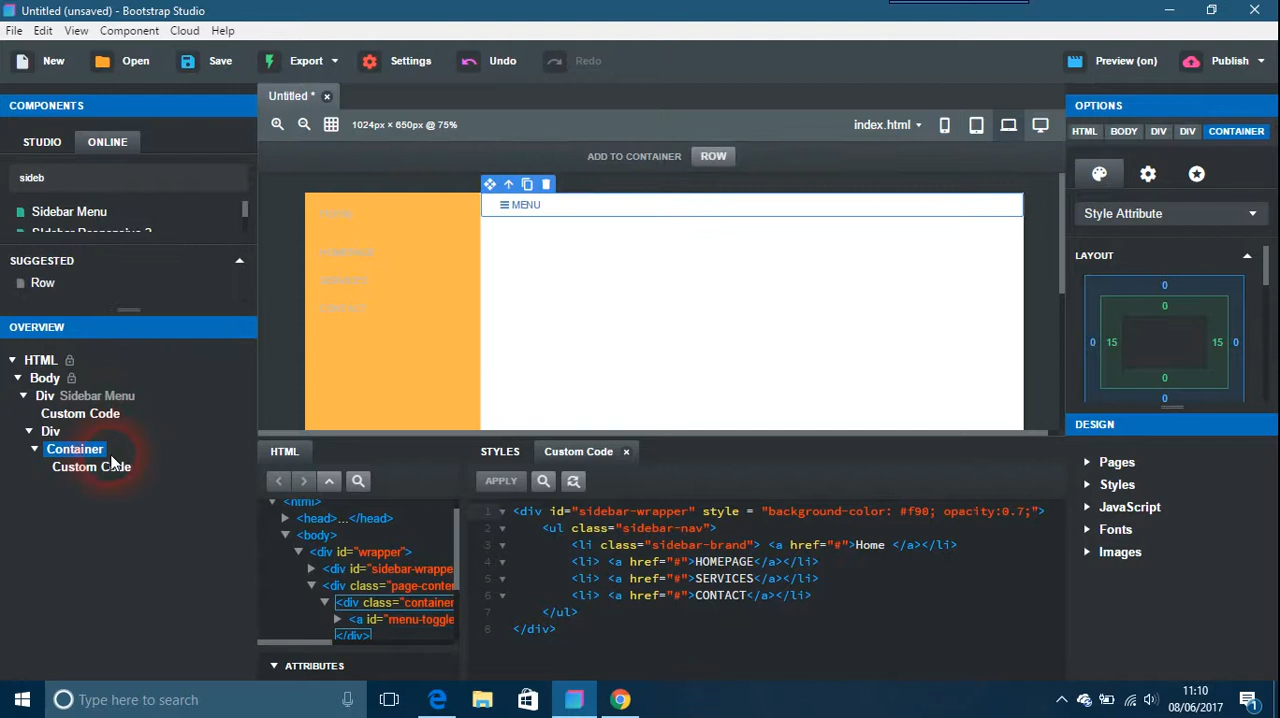 Untitled (unsaved) - Bootstrap Studio
File Edit View Component Cloud Help
New Open Save Export Settings Undo Redo Preview (on) Publish
COMPONENTS
STUDIO ONLINE
sideb
Sidebar Menu
Sidebar Responsive 2
SUGGESTED
Row
OVERVIEW
HTML
Body
Div Sidebar Menu
Custom Code
Div
Container
Custom Code
Untitled *
1024px × 650px @ 75%
index.html
ADD TO CONTAINER ROW
MENU
HOMEPAGE
SERVICES
CONTACT
HTML
<html>
<head>...</head>
<body>
<div id="wrapper">
<div id="sidebar-wrappe
<div class="page-conter
<div class="container
<a id="menu-toggle
</div>
ATTRIBUTES
STYLES Custom Code
APPLY
1 <div id="sidebar-wrapper" style = "background-color: #f90; opacity:0.7;">
2 <ul class="sidebar-nav">
3 <li class="sidebar-brand"> <a href="#">Home </a></li>
4 <li> <a href="#">HOMEPAGE</a></li>
5 <li> <a href="#">SERVICES</a></li>
6 <li> <a href="#">CONTACT</a></li>
7 </ul>
8 </div>
OPTIONS
HTML BODY DIV DIV CONTAINER
Style Attribute
LAYOUT
0
0
0 15 15 0
0
0
DESIGN
Pages
Styles
JavaScript
Fonts
Images
Type here to search
11:10
08/06/2017
1